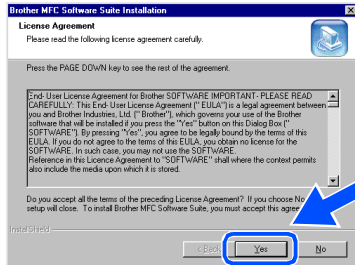 Brother MFC Software Suite Installation
License Agreement
Please read the following license agreement carefully.
Press the PAGE DOWN key to see the rest of the agreement.
End- User License Agreement for Brother SOFTWARE IMPORTANT- PLEASE READ
CAREFULLY: This End- User License Agreement (" EULA") is a legal agreement between
you and Brother Industries, Ltd. (" Brother"), which governs your use of the Brother
software that will be installed if you press the "Yes" button on this Dialog Box ("
SOFTWARE"). By pressing "Yes", you agree to be legally bound by the terms of this
EULA. If you do not agree to the terms of this EULA, you obtain no license for the
SOFTWARE. In such case, you may not use the SOFTWARE.
Reference in this Licence Agreement to "SOFTWARE" shall where the context permits
also include the media upon which it is stored.
Do you accept all the terms of the preceding License Agreement? If you choose No
setup will close. To install Brother MFC Software Suite, you must accept this
InstallShield
< Back
Yes
No